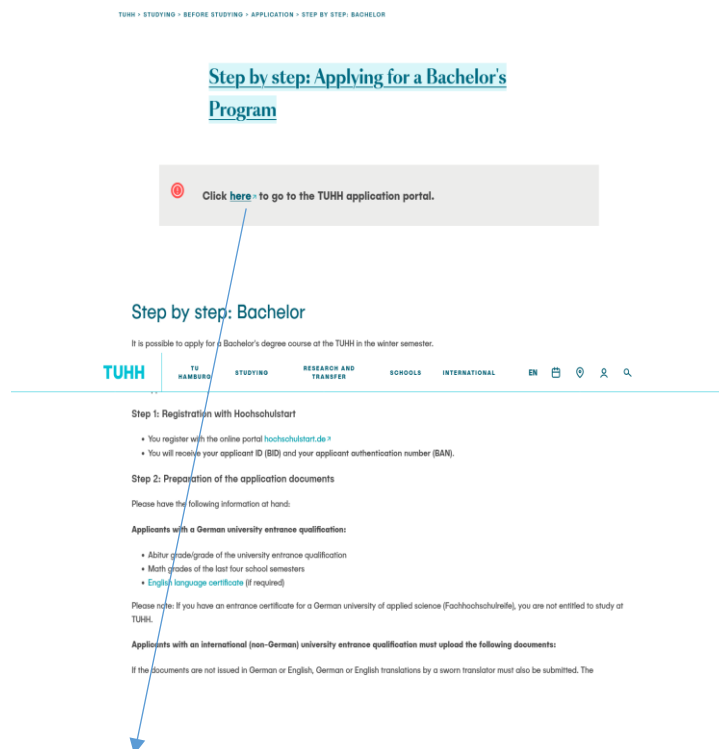 TUHH > STUDYING > BEFORE STUDYING > APPLICATION > STEP BY STEP: BACHELOR
Step by step: Applying for a Bachelor's
Program
Click here to go to the TUHH application portal.
Step by step: Bachelor
It is possible to apply for a Bachelor's degree course at the TUHH in the winter semester.
TUHH
TU
HAMBURG
STUDYING
RESEARCH AND
TRANSFER
SCHOOLS
INTERNATIONAL
EN
Step 1: Registration with Hochschulstart
• You register with the online portal hochschulstart.de
• You will receive your applicant ID (BID) and your applicant authentication number (BAN).
Step 2: Preparation of the application documents
Please have the following information at hand:
Applicants with a German university entrance qualification:
• Abitur grade/grade of the university entrance qualification
• Math grades of the last four school semesters
• English language certificate (if required)
Please note: If you have an entrance certificate for a German university of applied science (Fachhochschulreife), you are not entitled to study at
TUHH.
Applicants with an international (non-German) university entrance qualification must upload the following documents:
If the documents are not issued in German or English, German or English translations by a sworn translator must also be submitted. The